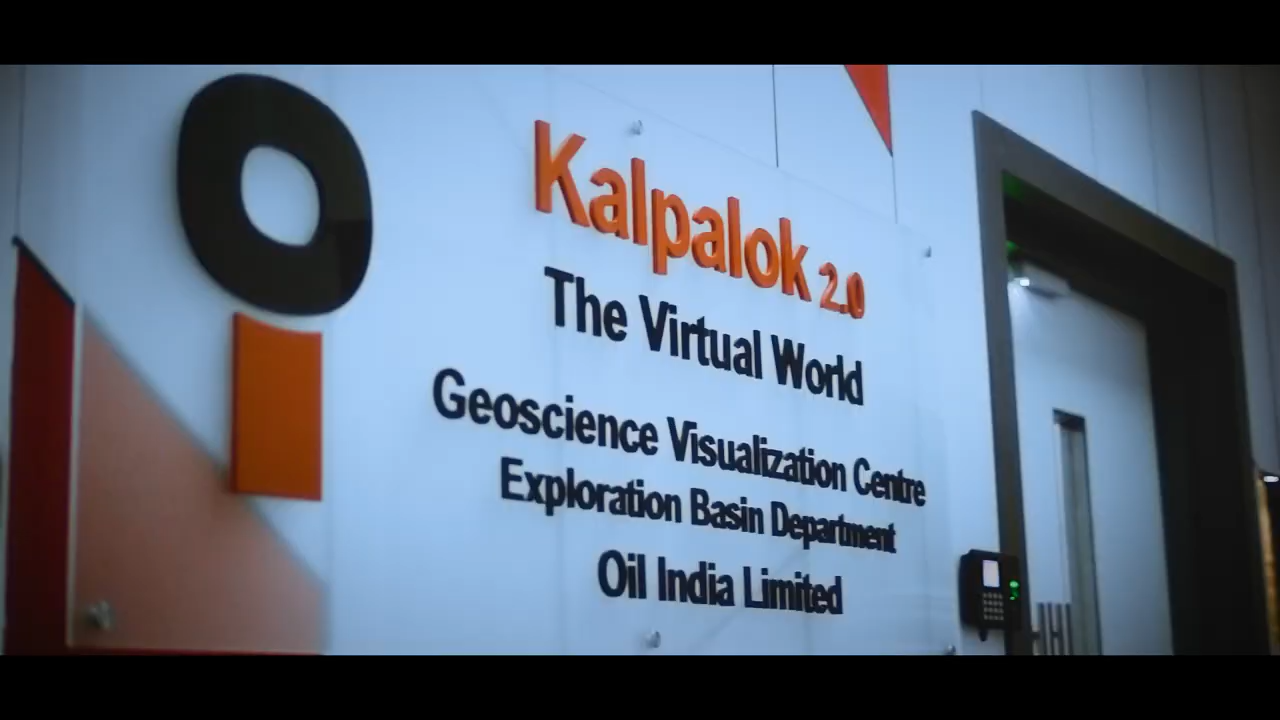 Kalpalok 2.0
The Virtual World
Geoscience Visualization Centre
Exploration Basin Department
Oil India Limited